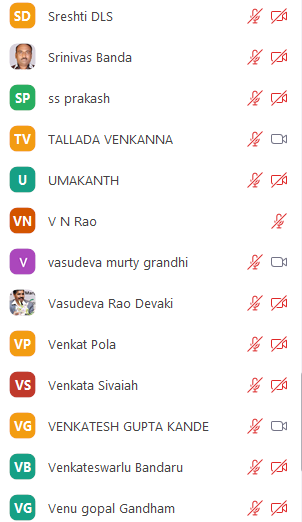 SD Sreshti DLS
Srinivas Banda
SP ss prakash
TV TALLADA VENKANNA
U UMAKANTH
VN V N Rao
V vasudeva murty grandhi
Vasudeva Rao Devaki
VP Venkat Pola
VS Venkata Sivaiah
VG VENKATESH GUPTA KANDE
VB Venkateswarlu Bandaru
VG Venu gopal Gandham